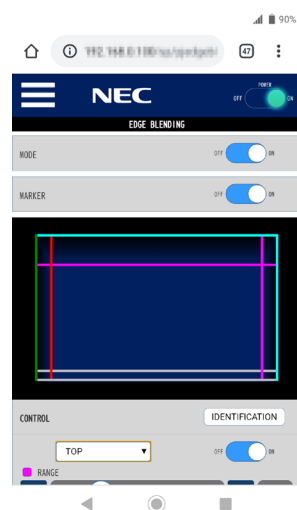 90%
47
NEC
POWER
OFF ON
EDGE BLENDING
MODE OFF ON
MARKER OFF ON
CONTROL IDENTIFICATION
TOP ▼ OFF ON
RANGE